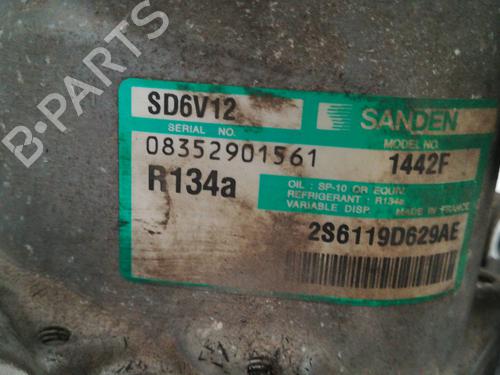 B-PARTS
SD6V12
SANDEN
SERIAL NO.
MODEL NO.
08352901561
1442F
R134a
OIL : SP-10 OR EQUIV.
REFRIGERANT : R134a
VARIABLE DISP. MADE IN FRANCE
2S6119D629AE